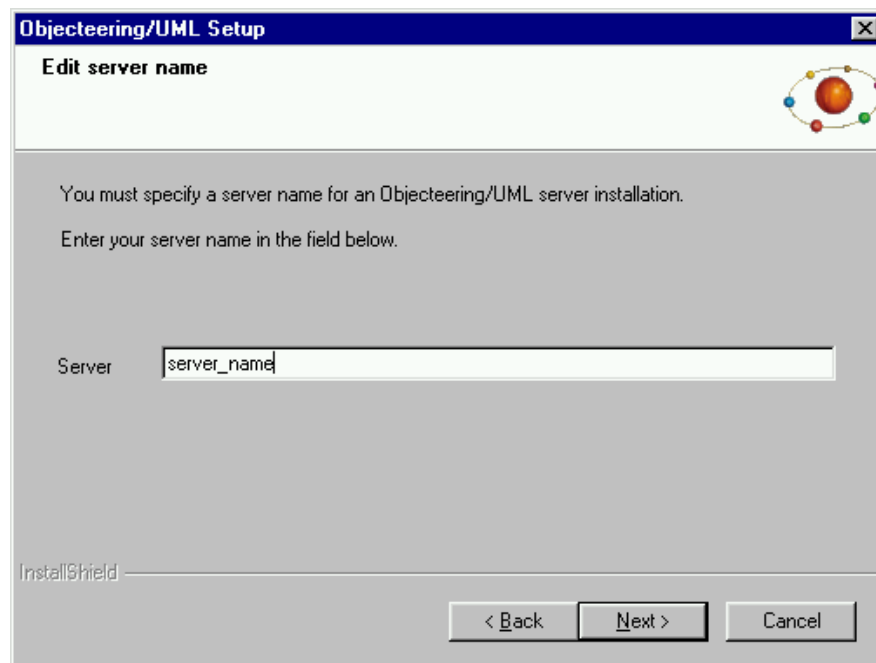 Objecteering/UML Setup
Edit server name
You must specify a server name for an Objecteering/UML server installation.
Enter your server name in the field below.
Server server_name
InstallShield
< Back Next > Cancel